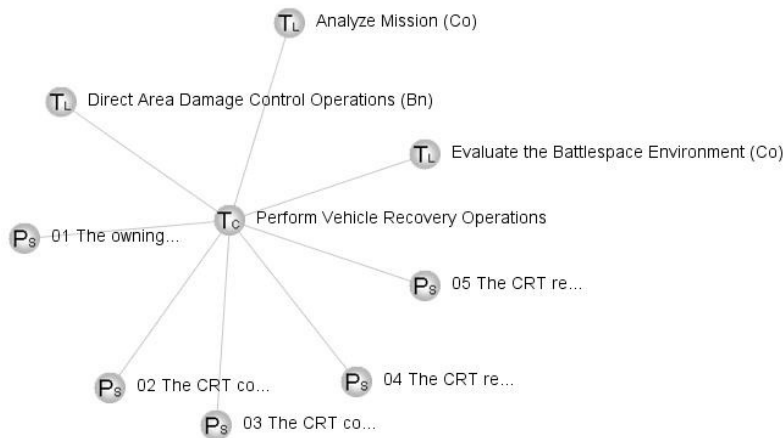 TL Analyze Mission (Co)
TL Direct Area Damage Control Operations (Bn)
TL Evaluate the Battlespace Environment (Co)
TC Perform Vehicle Recovery Operations
PS 01 The owning...
PS 05 The CRT re...
PS 02 The CRT co...
PS 04 The CRT re...
PS 03 The CRT co...